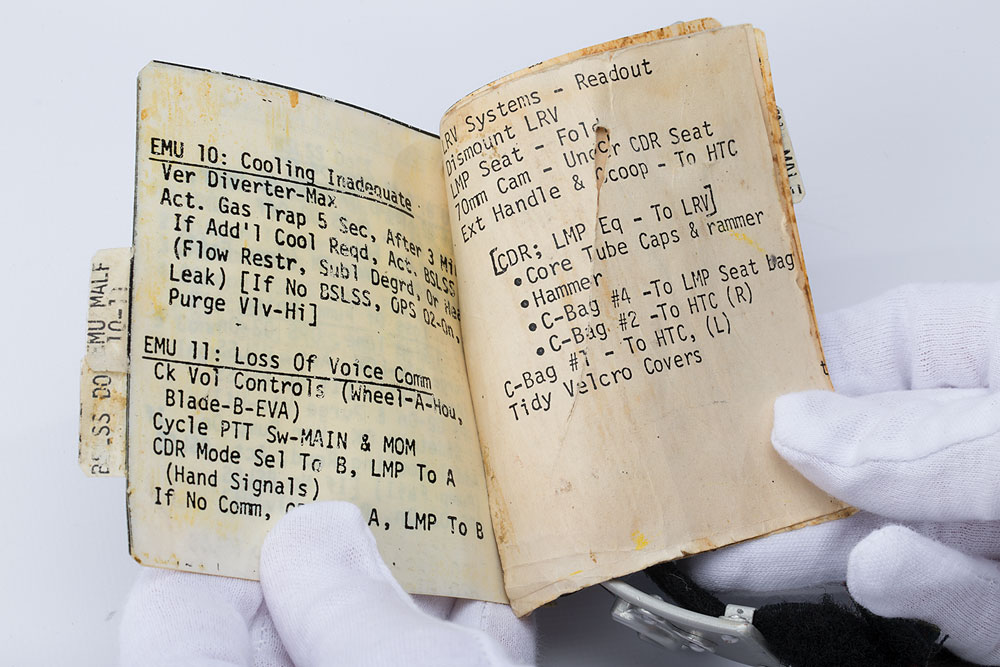 EMU 10: Cooling Inadequate
Ver Diverter-Max
Act. Gas Trap 5 Sec, After 3 Mi
If Add'l Cool Reqd, Act. BSLSS
(Flow Restr, Subl Degrd, Or
Leak) [If No BSLSS, OPS O2-On,
Purge Vlv-Hi]
EMU 11: Loss Of Voice Comm
Ck Vol Controls (Wheel-A-Hou,
Blade-B-EVA)
Cycle PTT Sw-MAIN & MOM
CDR Mode Sel To B, LMP To A
(Hand Signals)
If No Comm, A, LMP To B
MU MALF
10-11
LRV Systems - Readout
Dismount LRV
LMP Seat - Fold
70mm Cam - Under CDR Seat
Ext Handle & Scoop - To HTC
[CDR; LMP Eq - To LRV]
•Core Tube Caps & rammer
•Hammer
•C-Bag #4 -To LMP Seat bag
•C-Bag #2 -To HTC (R)
C-Bag #1 - To HTC, (L)
Tidy Velcro Covers